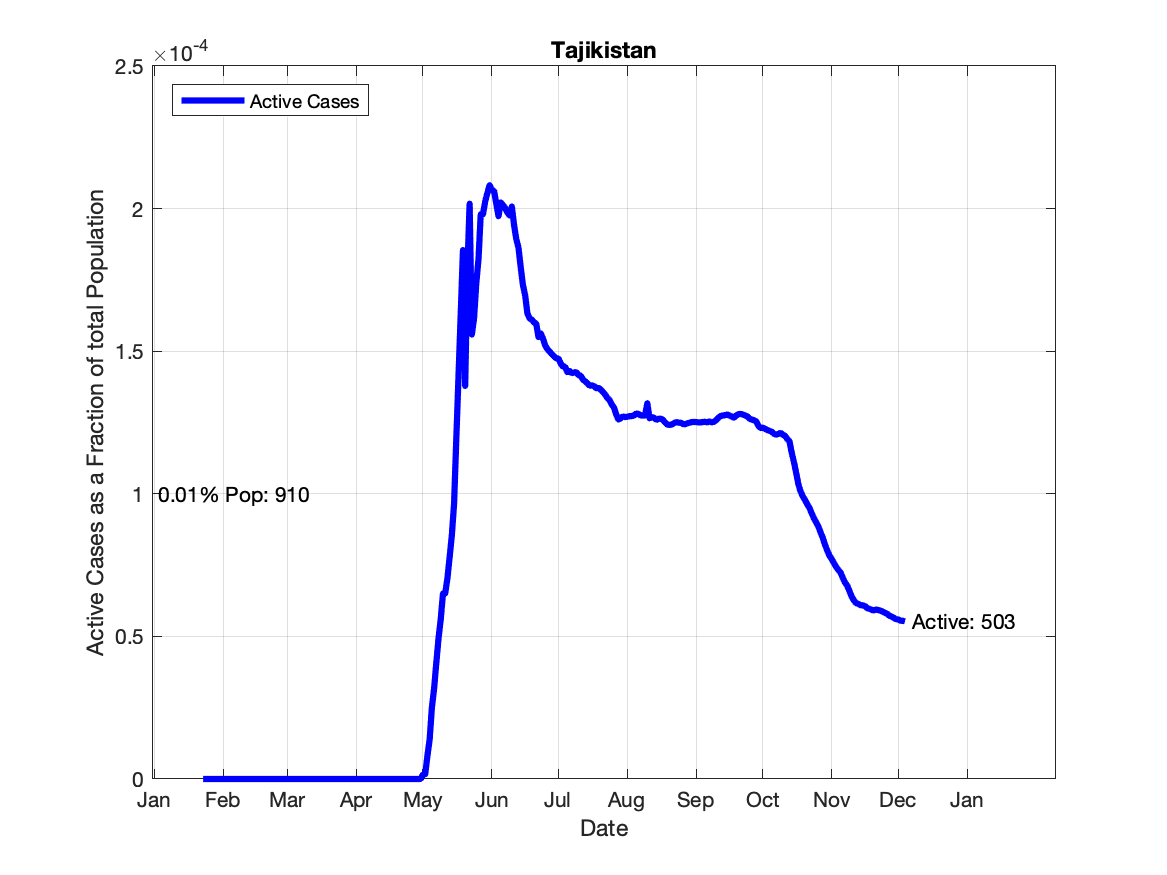 Tajikistan
×10-4
Active Cases
Active Cases as a Fraction of total Population
2.5
2
1.5
1
0.5
0
0.01% Pop: 910
Active: 503
Jan Feb Mar Apr May Jun Jul Aug Sep Oct Nov Dec Jan
Date